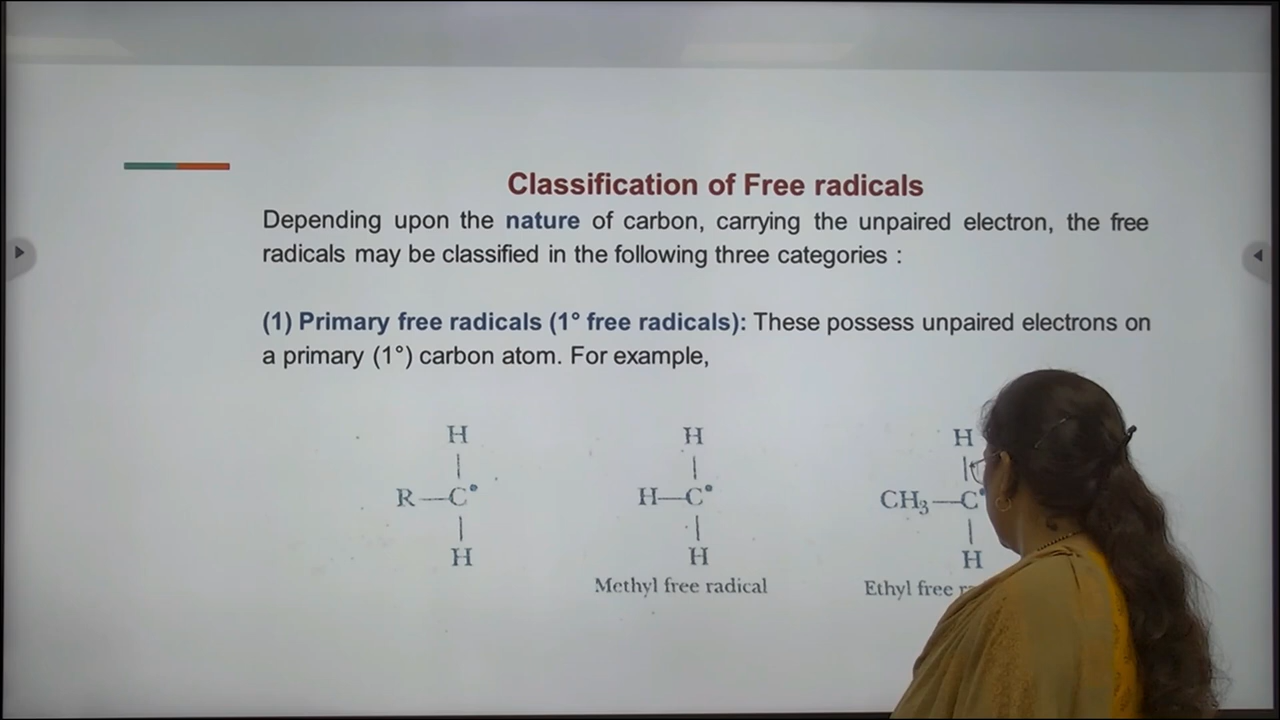 Classification of Free radicals
Depending upon the nature of carbon, carrying the unpaired electron, the free
radicals may be classified in the following three categories :
(1) Primary free radicals (1° free radicals): These possess unpaired electrons on
a primary (1°) carbon atom. For example,
H H H
R—C• H—C• CH₃—C•
H H H
Methyl free radical Ethyl free